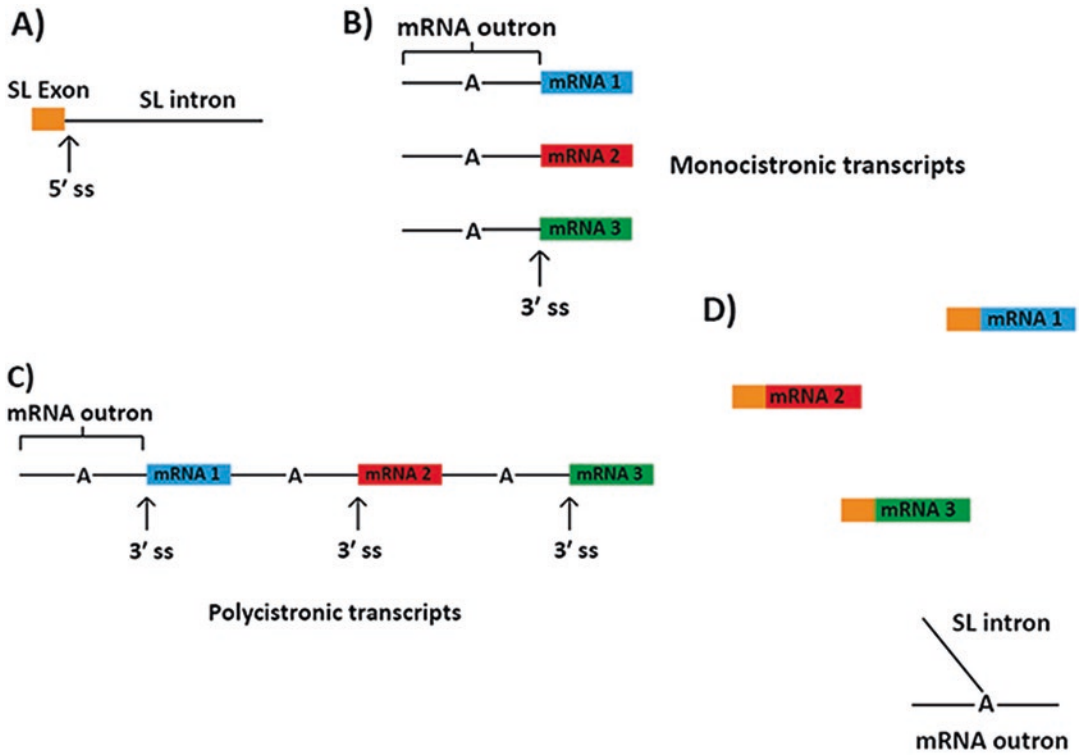 A)
SL Exon
SL intron
5' ss
B)
mRNA outron
A
mRNA 1
A
mRNA 2
Monocistronic transcripts
A
mRNA 3
3' ss
C)
mRNA outron
A
mRNA 1
A
mRNA 2
A
mRNA 3
3' ss
3' ss
3' ss
Polycistronic transcripts
D)
mRNA 1
mRNA 2
mRNA 3
SL intron
A
mRNA outron